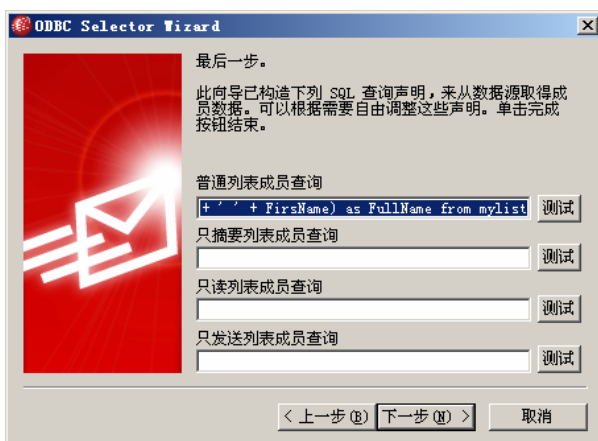 ODBC Selector Wizard
最后一步。
此向导已构造下列 SQL 查询声明，来从数据源取得成
员数据。可以根据需要自由调整这些声明。单击完成
按钮结束。
普通列表成员查询
+ ' ' + FirsName) as FullName from mylist
测试
只摘要列表成员查询
测试
只读列表成员查询
测试
只发送列表成员查询
测试
< 上一步(B) 下一步(N) > 取消